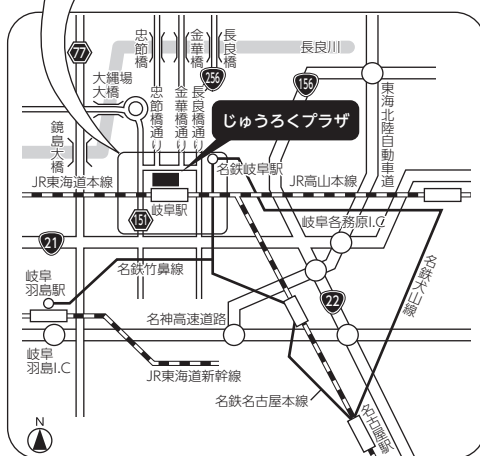 77
忠節橋
金華橋
長良橋
256
長良川
156
大縄場大橋
忠節橋通り
金華橋通り
長良橋通り
東海北陸自動車道
鏡島大橋
じゅうろくプラザ
名鉄岐阜駅
JR東海道本線
JR高山本線
岐阜駅
151
岐阜各務原I.C
21
名鉄竹鼻線
岐阜羽島駅
名鉄犬山線
22
名神高速道路
岐阜羽島I.C
JR東海道新幹線
名鉄名古屋本線
名古屋駅
N